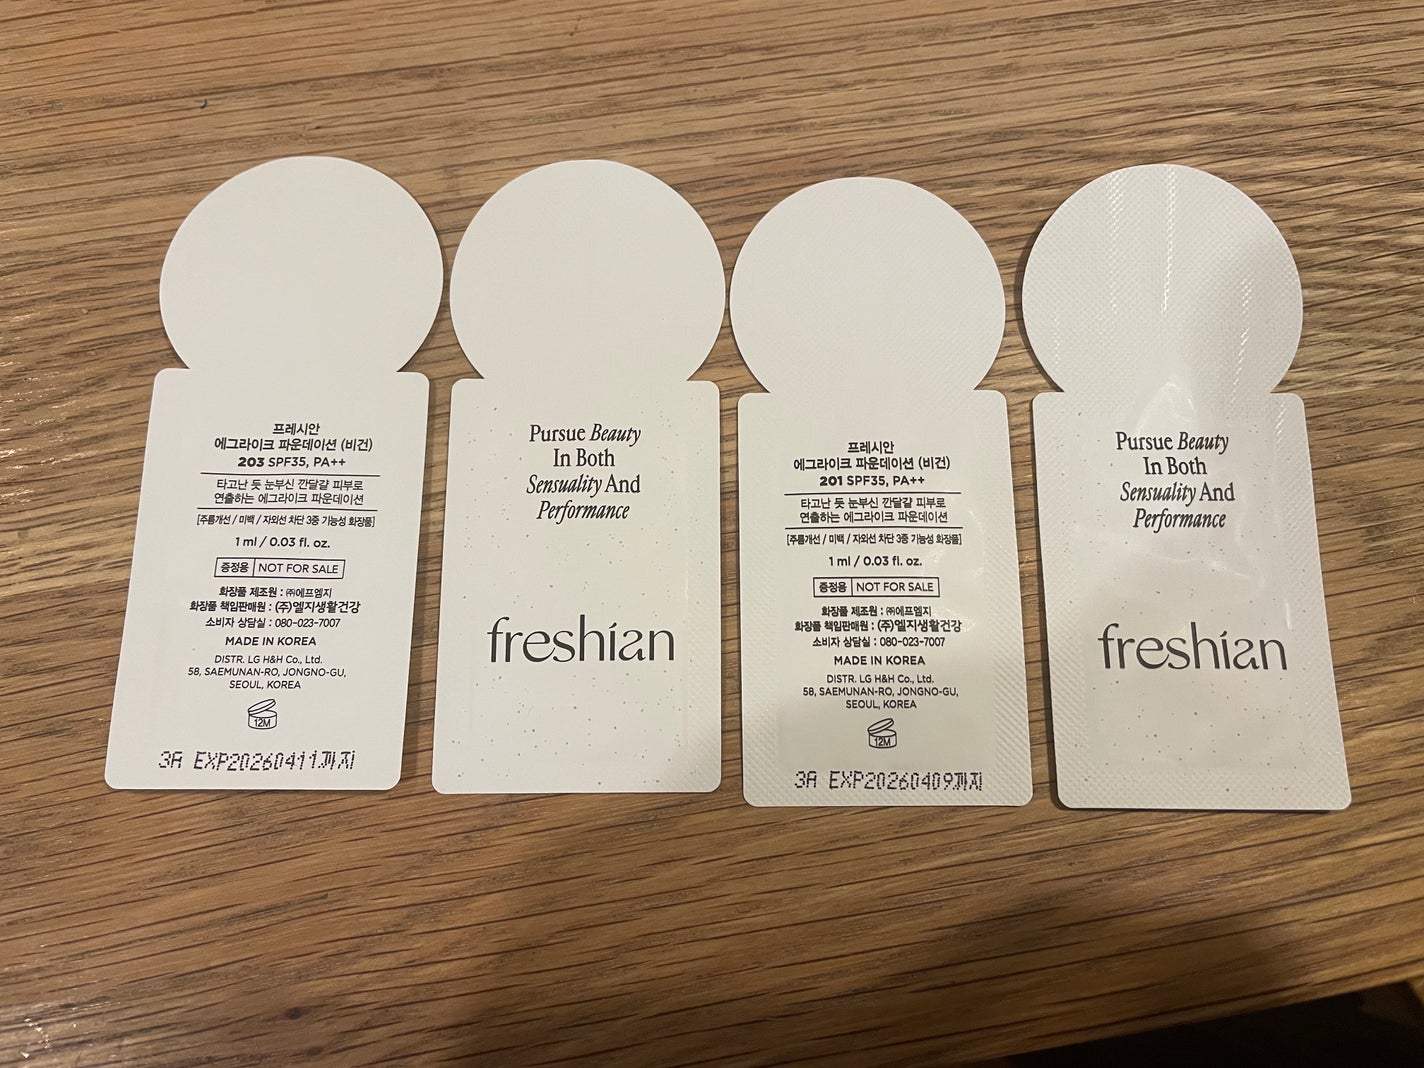 프레시안
에그라이크 파운데이션 (비건)
203 SPF35, PA++
타고난 듯 눈부신 깐달걀 피부로
연출하는 에그라이크 파운데이션
[주름개선 / 미백 / 자외선 차단 3중 기능성 화장품]
1 ml / 0.03 fl. oz.
증정용 NOT FOR SALE
화장품 제조원 : ㈜에프엠지
화장품 책임판매원 : (주)엘지생활건강
소비자 상담실 : 080-023-7007
MADE IN KOREA
DISTR. LG H&H Co., Ltd.
58, SAEMUNAN-RO, JONGNO-GU,
SEOUL, KOREA
12M
3A EXP20260411까지
Pursue Beauty
In Both
Sensuality And
Performance
freshian
프레시안
에그라이크 파운데이션 (비건)
201 SPF35, PA++
타고난 듯 눈부신 깐달걀 피부로
연출하는 에그라이크 파운데이션
[주름개선 / 미백 / 자외선 차단 3중 기능성 화장품]
1 ml / 0.03 fl. oz.
증정용 NOT FOR SALE
화장품 제조원 : ㈜에프엠지
화장품 책임판매원 : (주)엘지생활건강
소비자 상담실 : 080-023-7007
MADE IN KOREA
DISTR. LG H&H Co., Ltd.
58, SAEMUNAN-RO, JONGNO-GU,
SEOUL, KOREA
12M
3A EXP20260409까지
Pursue Beauty
In Both
Sensuality And
Performance
freshian